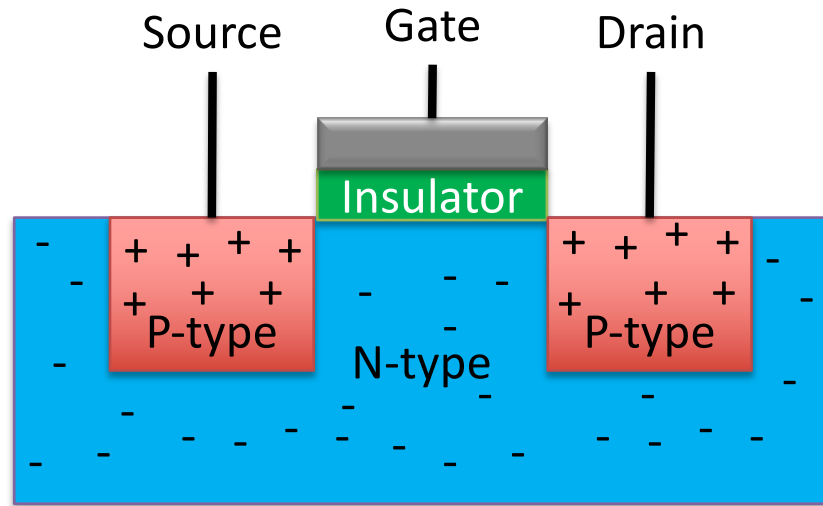 Source
Gate
Drain
Insulator
P-type
N-type
P-type